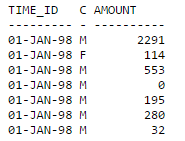 TIME_ID C AMOUNT
--------- - ----------
01-JAN-98 M 2291
01-JAN-98 F 114
01-JAN-98 M 553
01-JAN-98 M 0
01-JAN-98 M 195
01-JAN-98 M 280
01-JAN-98 M 32